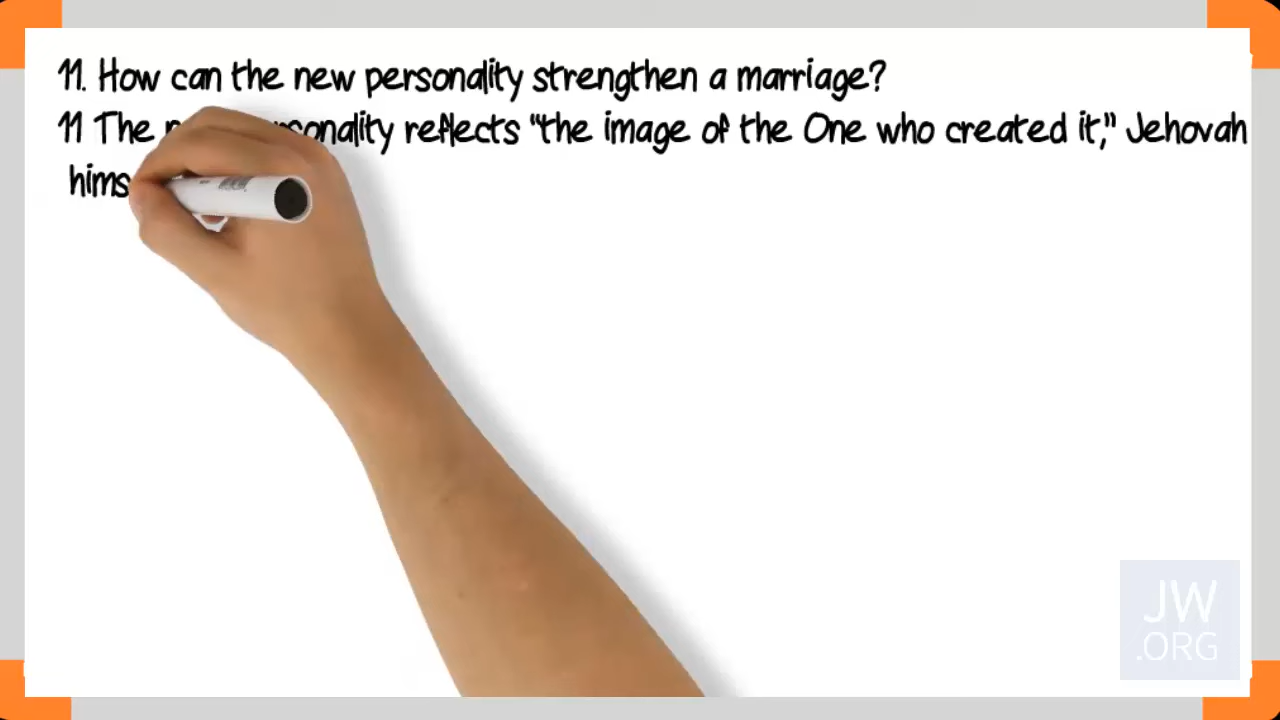 11. How can the new personality strengthen a marriage?
11 The personality reflects "the image of the One who created it," Jehovah
JW
.ORG